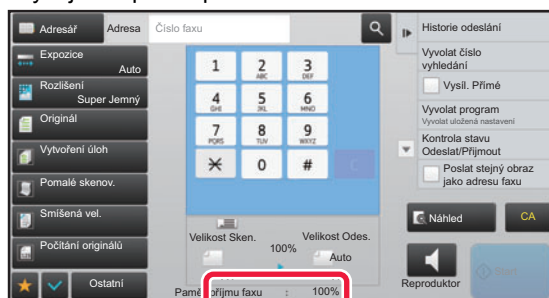 Adresář
Adresa
Číslo faxu
Expozice
Auto
Rozlišení
Super Jemný
Originál
Vytvoření úloh
Pomalé skenov.
Smíšená vel.
Počítání originálů
Ostatní
1
2
ABC
3
DEF
4
GHI
5
JKL
6
MNO
7
PQRS
8
TUV
9
WXYZ
0
#
C
Velikost Sken.
100%
Velikost Odes.
Auto
Paměť příjmu faxu : 100%
Historie odeslání
Vyvolat číslo
vyhledání
Vysíl. Přímé
Vyvolat program
Vyvolat uložená nastavení
Kontrola stavu
Odeslat/Přijmout
Poslat stejný obraz
jako adresu faxu
Náhled
CA
Reproduktor
Start